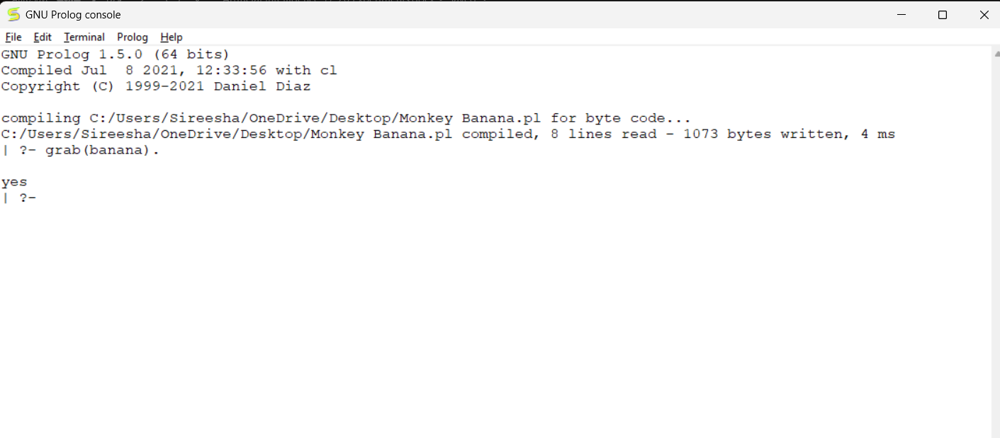 GNU Prolog console
File Edit Terminal Prolog Help
GNU Prolog 1.5.0 (64 bits)
Compiled Jul  8 2021, 12:33:56 with cl
Copyright (C) 1999-2021 Daniel Diaz
compiling C:/Users/Sireesha/OneDrive/Desktop/Monkey Banana.pl for byte code...
C:/Users/Sireesha/OneDrive/Desktop/Monkey Banana.pl compiled, 8 lines read - 1073 bytes written, 4 ms
| ?- grab(banana).
yes
| ?-